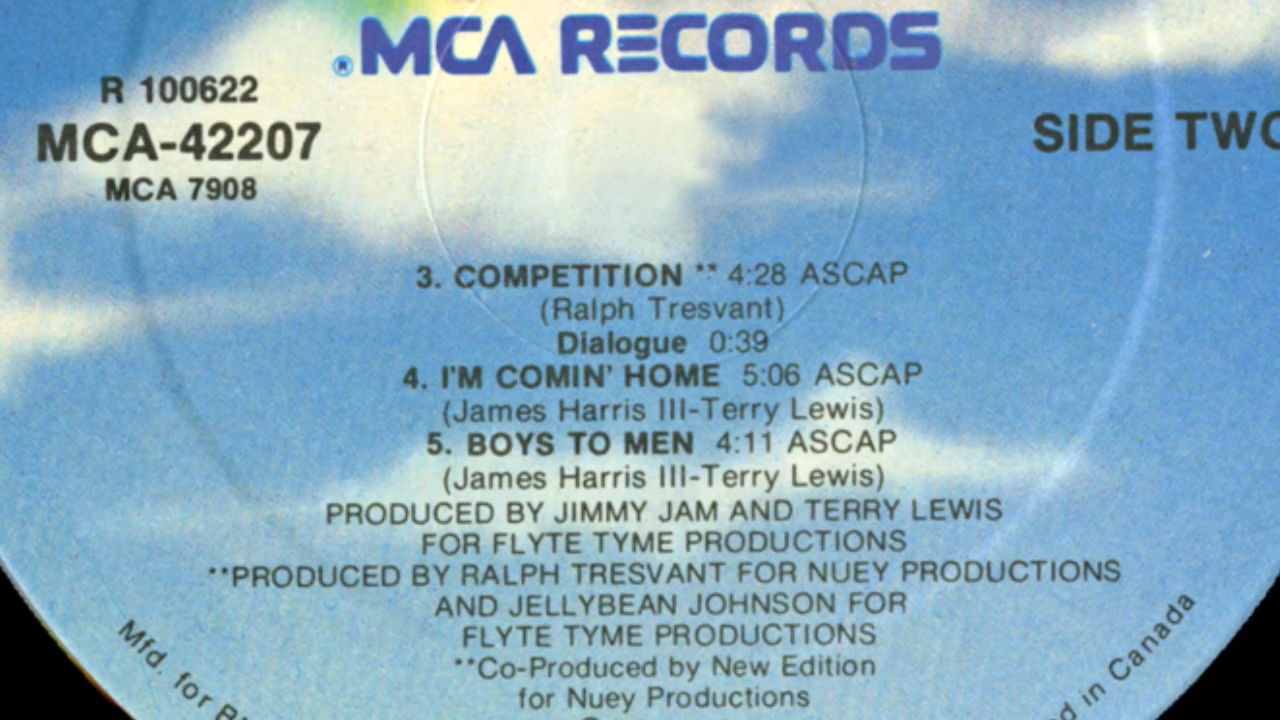 ® MCA RECORDS
R 100622
MCA-42207
MCA 7908
SIDE TWO
3. COMPETITION ** 4:28 ASCAP
(Ralph Tresvant)
Dialogue 0:39
4. I'M COMIN' HOME 5:06 ASCAP
(James Harris III-Terry Lewis)
5. BOYS TO MEN 4:11 ASCAP
(James Harris III-Terry Lewis)
PRODUCED BY JIMMY JAM AND TERRY LEWIS
FOR FLYTE TYME PRODUCTIONS
**PRODUCED BY RALPH TRESVANT FOR NUEY PRODUCTIONS
AND JELLYBEAN JOHNSON FOR
FLYTE TYME PRODUCTIONS
**Co-Produced by New Edition
for Nuey Productions
Mfd. for
in Canada